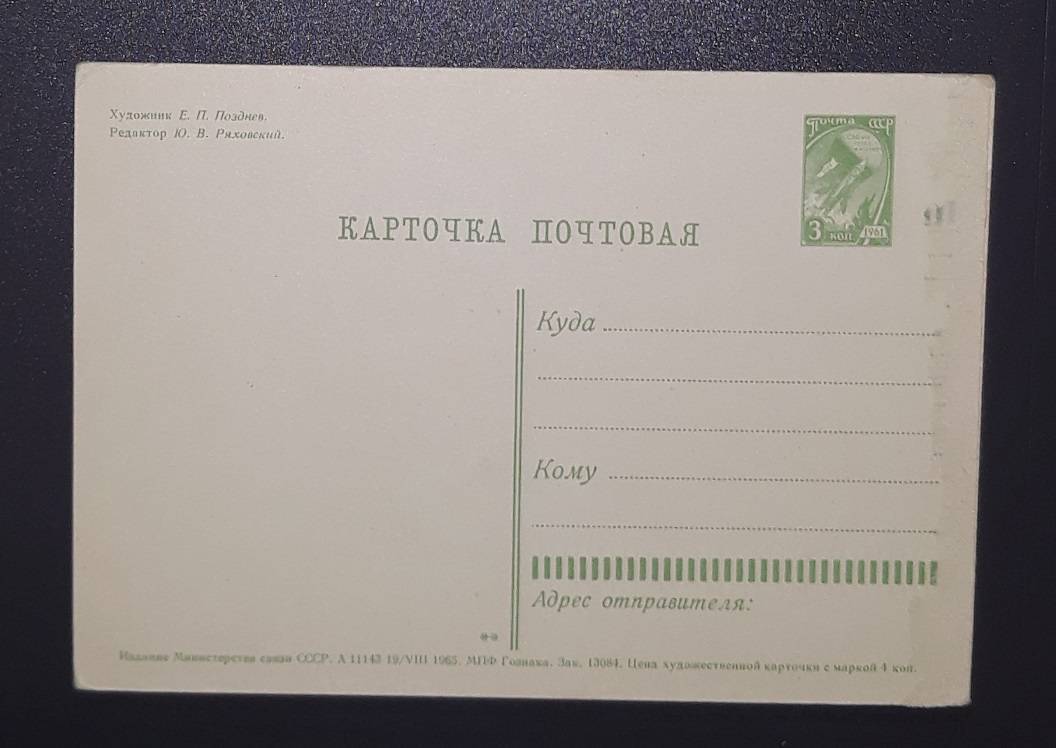 Художник Е. П. Позднев.
Редактор Ю. В. Ряховский.
Почта СССР
3 коп 1961
КАРТОЧКА ПОЧТОВАЯ
Куда
Кому
Адрес отправителя:
Издание Министерства связи СССР. А 11143 19/VIII 1965. МПФ Гознака. Зак. 13084. Цена художественной карточки с маркой 4 коп.